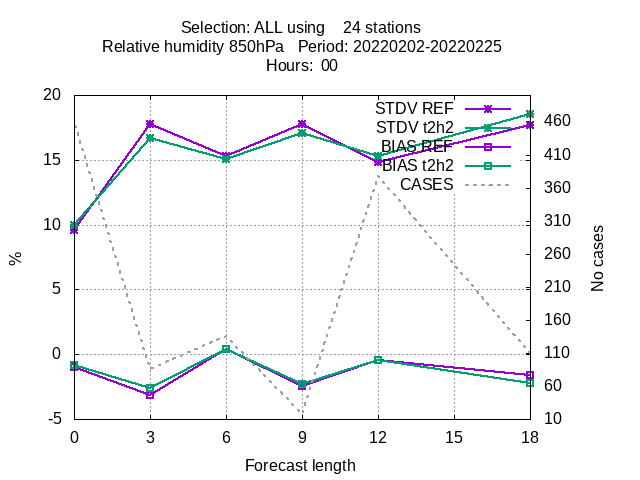 Selection: ALL using    24 stations
Relative humidity 850hPa   Period: 20220202-20220225
Hours:  00
STDV REF
STDV t2h2
BIAS REF
BIAS t2h2
CASES
20
15
10
5
0
-5
%
460
410
360
310
260
210
160
110
60
10
No cases
0 3 6 9 12 15 18
Forecast length